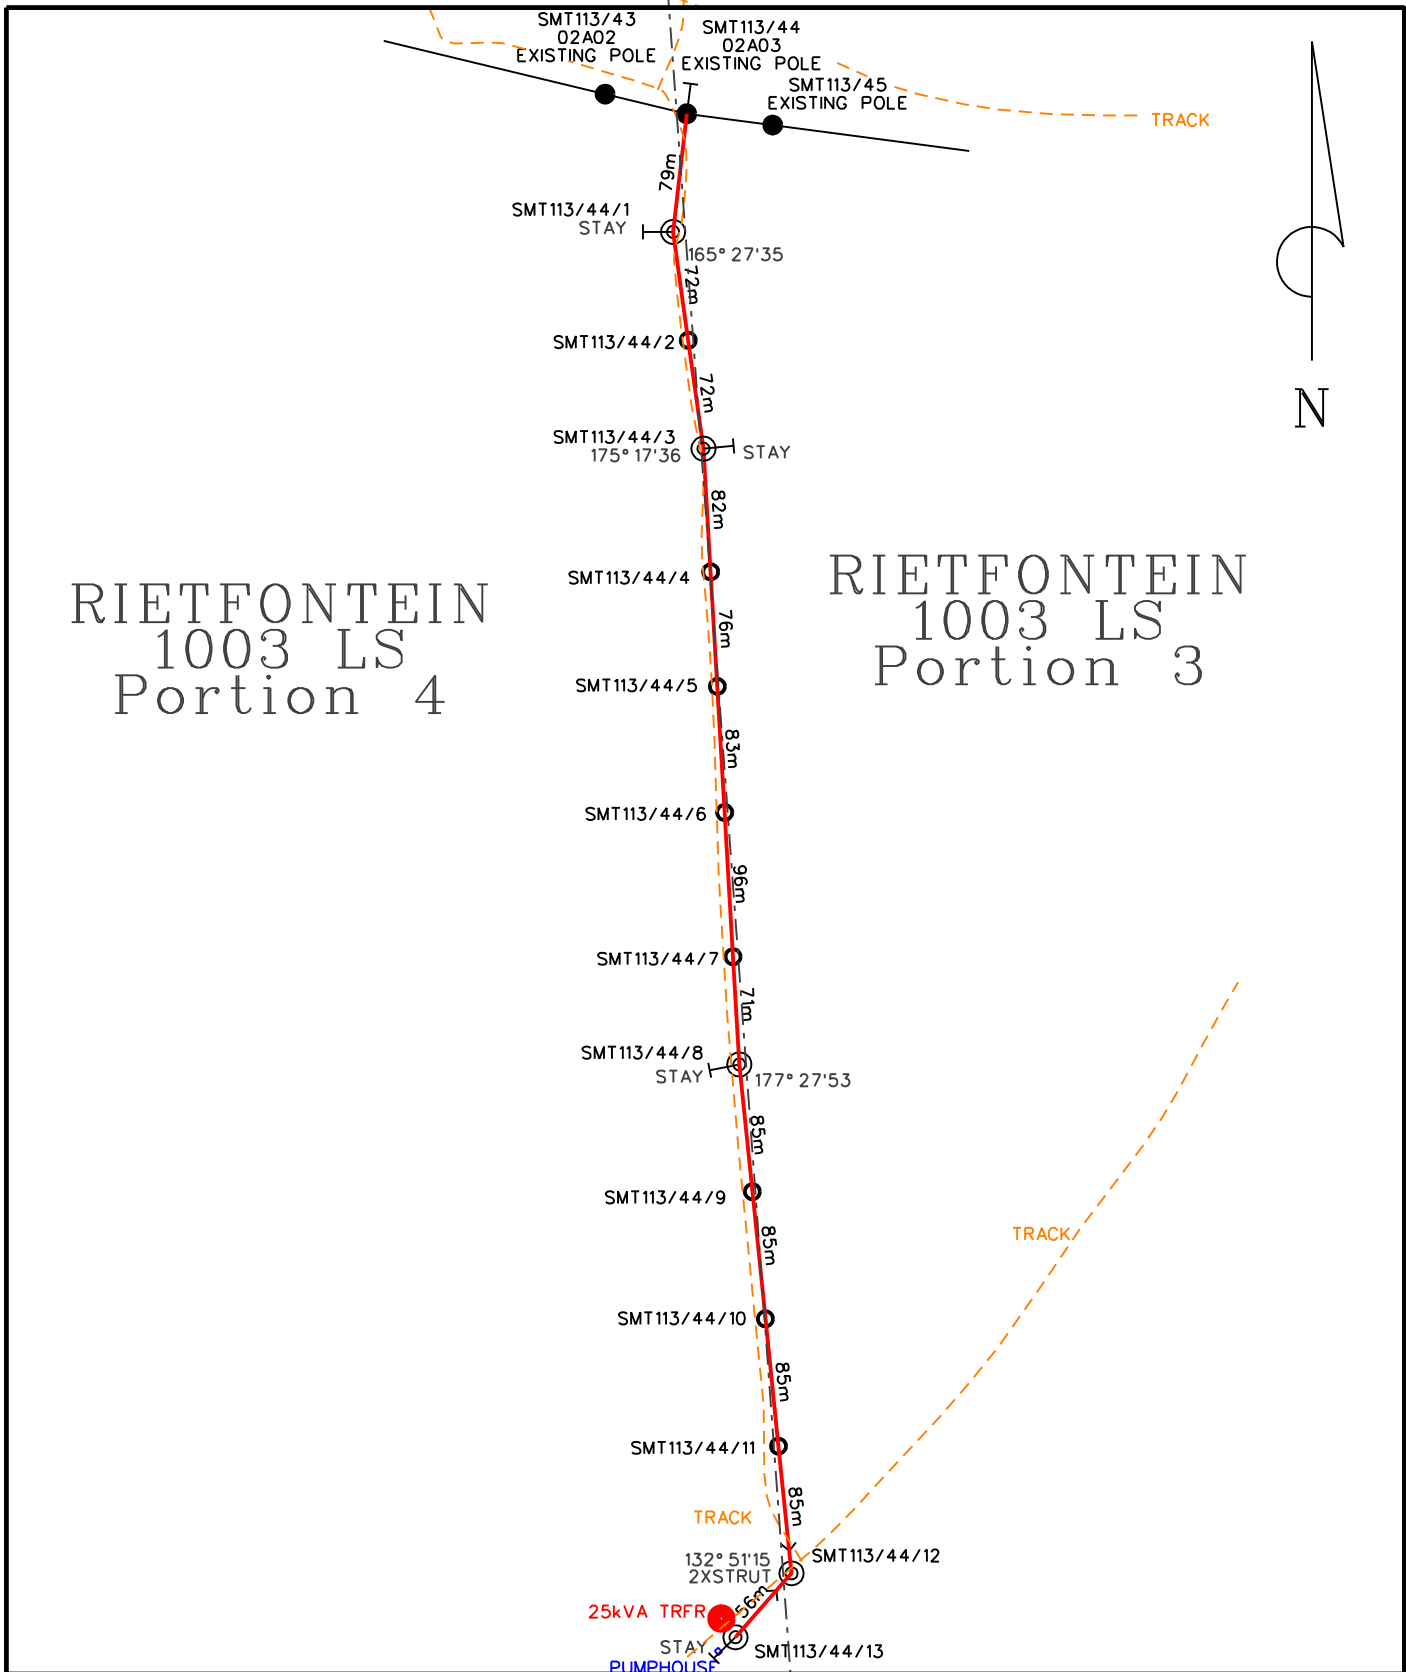 SMT113/43
02A02
EXISTING POLE
SMT113/44
02A03
EXISTING POLE
SMT113/45
EXISTING POLE
TRACK
79m
SMT113/44/1
STAY
165° 27'35
72m
SMT113/44/2
72m
N
SMT113/44/3
175° 17'36
STAY
82m
SMT113/44/4
RIETFONTEIN
1003 LS
Portion 4
RIETFONTEIN
1003 LS
Portion 3
76m
SMT113/44/5
83m
SMT113/44/6
96m
SMT113/44/7
71m
SMT113/44/8
STAY
177° 27'53
85m
SMT113/44/9
85m
TRACK
SMT113/44/10
85m
SMT113/44/11
85m
TRACK
132° 51'15
2XSTRUT
SMT113/44/12
56m
25kVA TRFR
STAY
SMT113/44/13
PUMPHOUSE